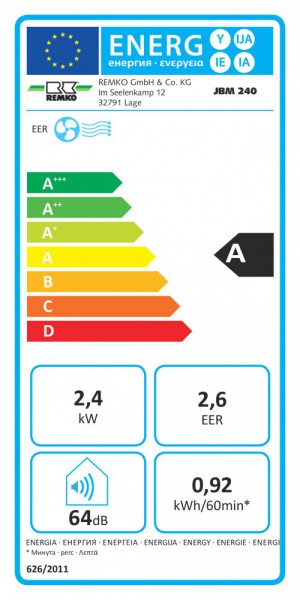 ENERG Y IJA
енергия · ενεργεια IE IA
REMKO
REMKO GmbH & Co. KG
Im Seelenkamp 12
32791 Lage
JBM 240
EER
A+++
A++
A+
A
B
C
D
A
2,4
kW
2,6
EER
64dB
0,92
kWh/60min*
ENERGIA · ЕНЕРГИЯ · ΕΝΕΡΓΕΙΑ · ENERGIJA · ENERGY · ENERGIE · ENERGI
* Минута · perc · Λεπτά
626/2011